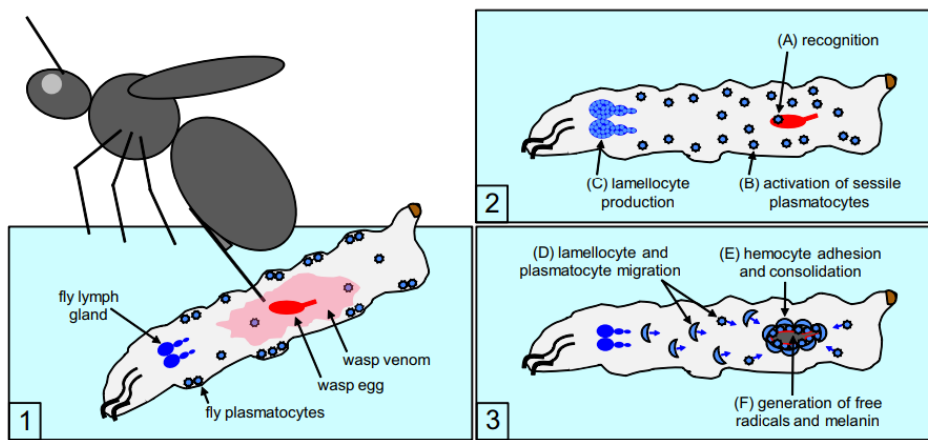 fly lymph
gland
wasp venom
wasp egg
fly plasmatocytes
1
(A) recognition
(C) lamellocyte
production
(B) activation of sessile
plasmatocytes
2
(D) lamellocyte and
plasmatocyte migration
(E) hemocyte adhesion
and consolidation
(F) generation of free
radicals and melanin
3